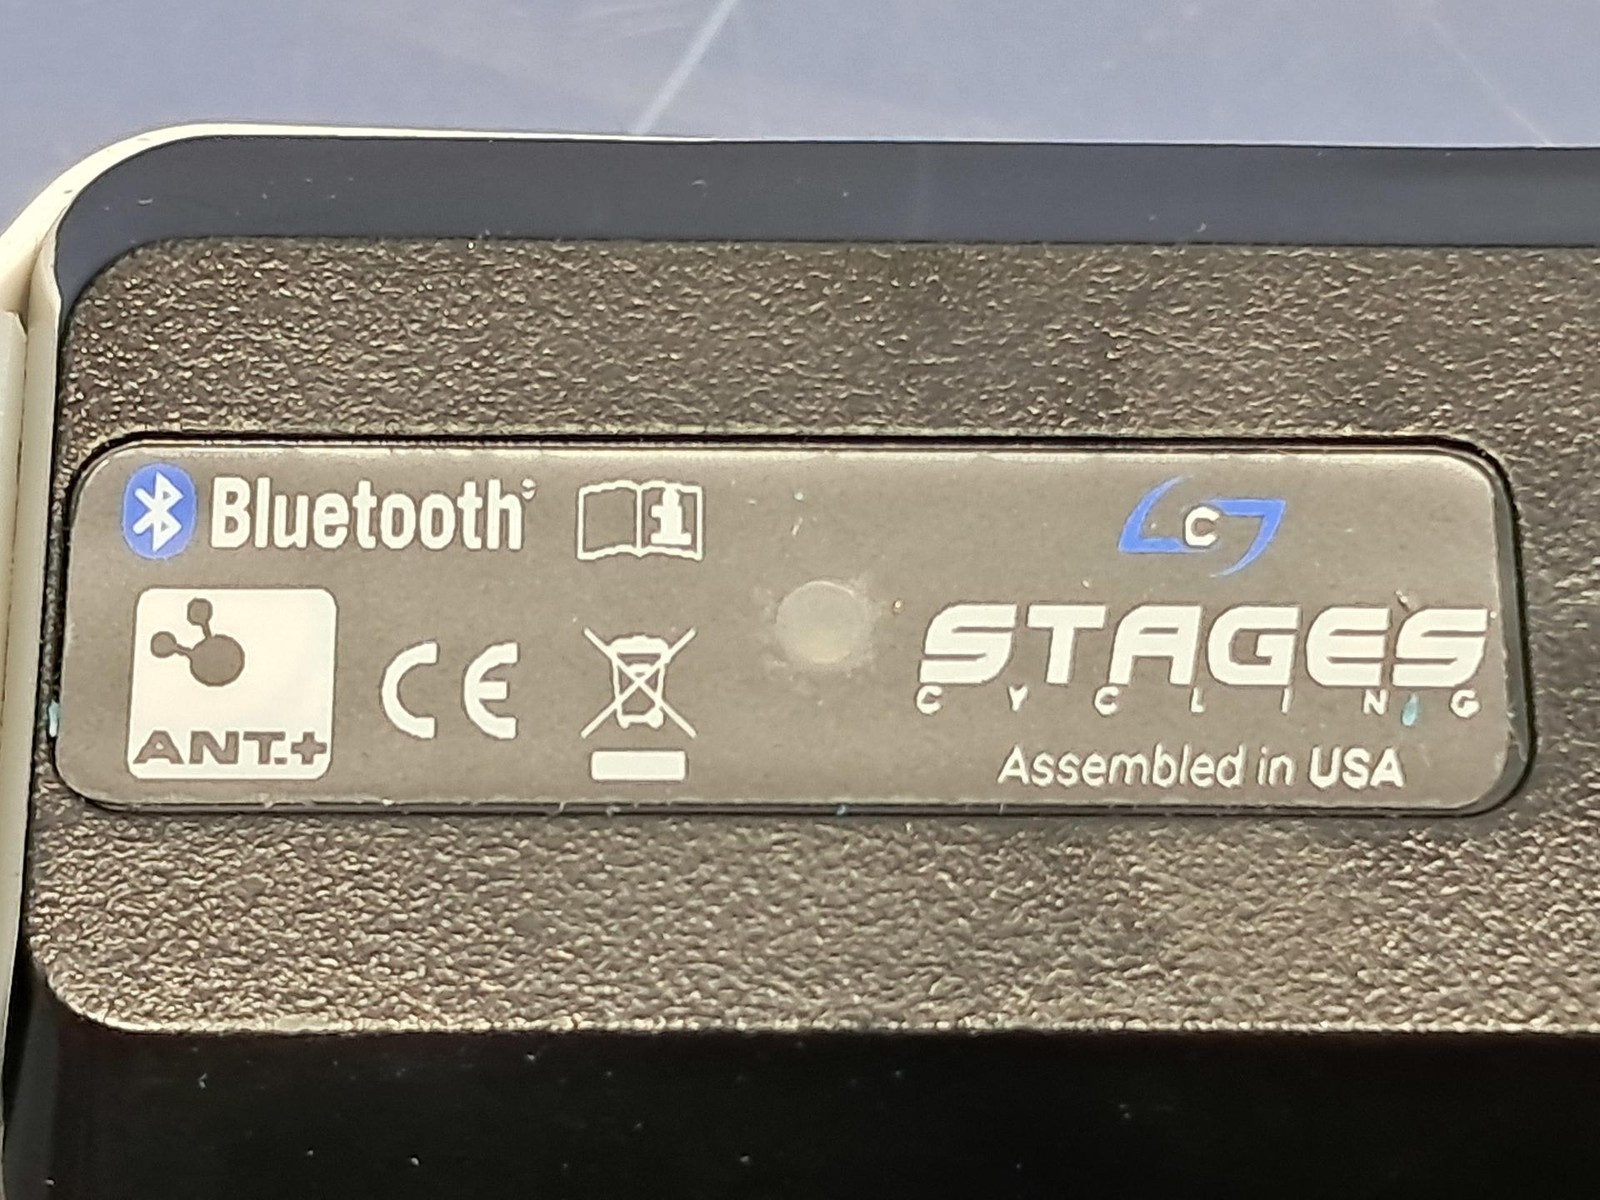 Bluetooth
ANT+
CE
C
STAGES
CYCLING
Assembled in USA